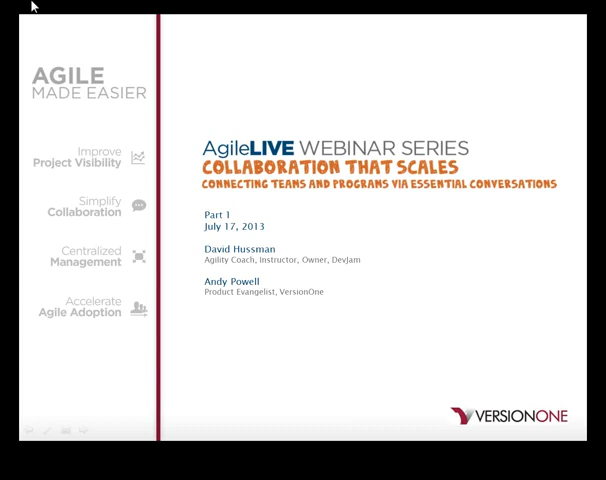 AGILE
MADE EASIER
Improve
Project Visibility
Simplify
Collaboration
Centralized
Management
Accelerate
Agile Adoption
AgileLIVE WEBINAR SERIES
COLLABORATION THAT SCALES
CONNECTING TEAMS AND PROGRAMS VIA ESSENTIAL CONVERSATIONS
Part I
July 17, 2013
David Hussman
Agility Coach, Instructor, Owner, DevJam
Andy Powell
Product Evangelist, VersionOne
VERSIONONE